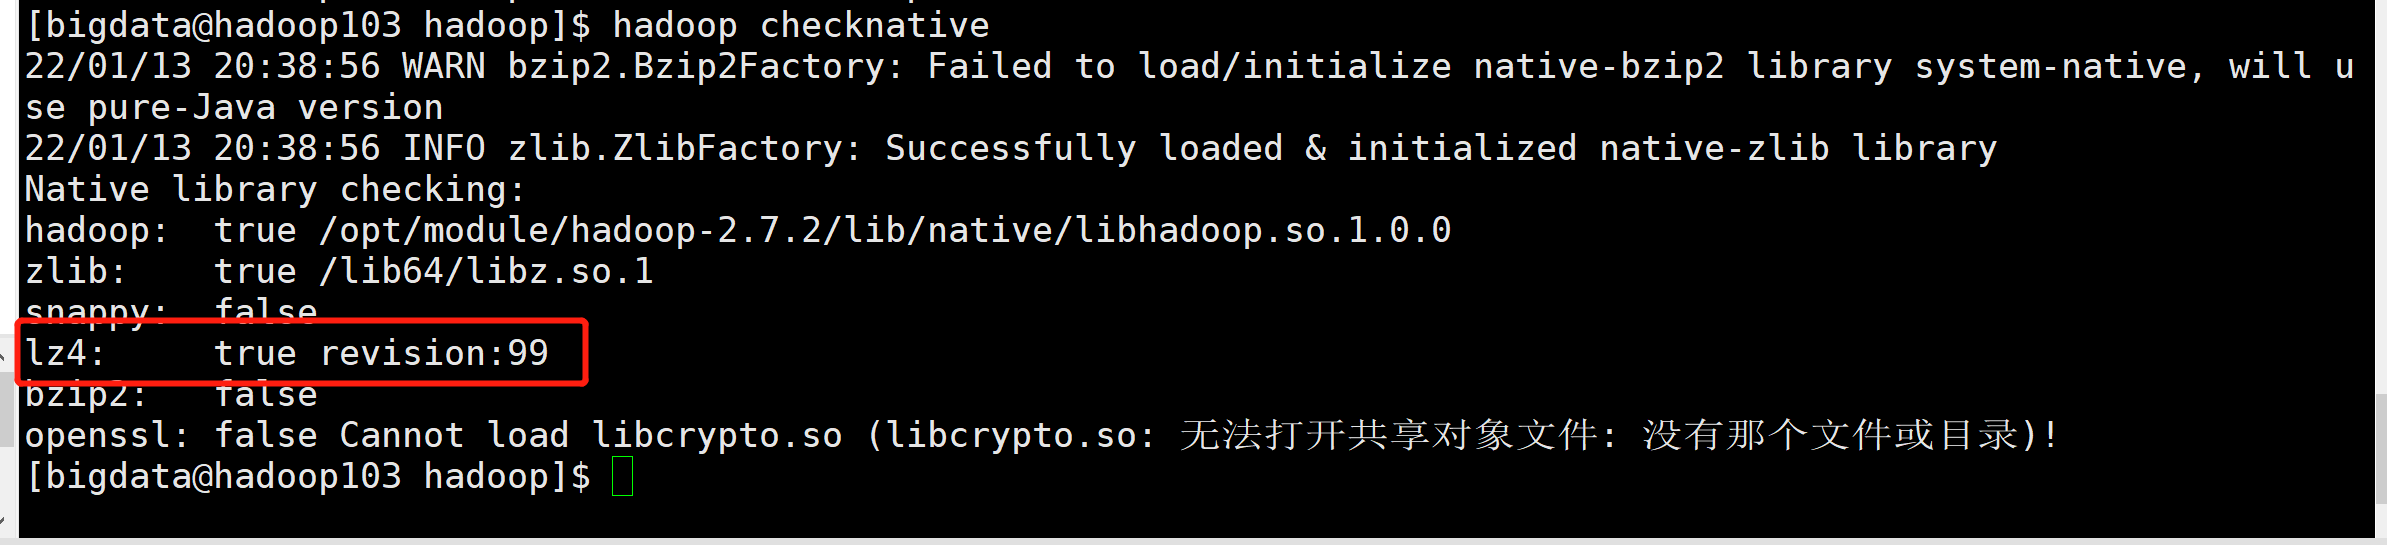 [bigdata@hadoop103 hadoop]$ hadoop checknative
22/01/13 20:38:56 WARN bzip2.Bzip2Factory: Failed to load/initialize native-bzip2 library system-native, will u
se pure-Java version
22/01/13 20:38:56 INFO zlib.ZlibFactory: Successfully loaded & initialized native-zlib library
Native library checking:
hadoop:  true /opt/module/hadoop-2.7.2/lib/native/libhadoop.so.1.0.0
zlib:    true /lib64/libz.so.1
snappy:  false
lz4:     true revision:99
bzip2:   false
openssl: false Cannot load libcrypto.so (libcrypto.so: 无法打开共享对象文件: 没有那个文件或目录)!
[bigdata@hadoop103 hadoop]$